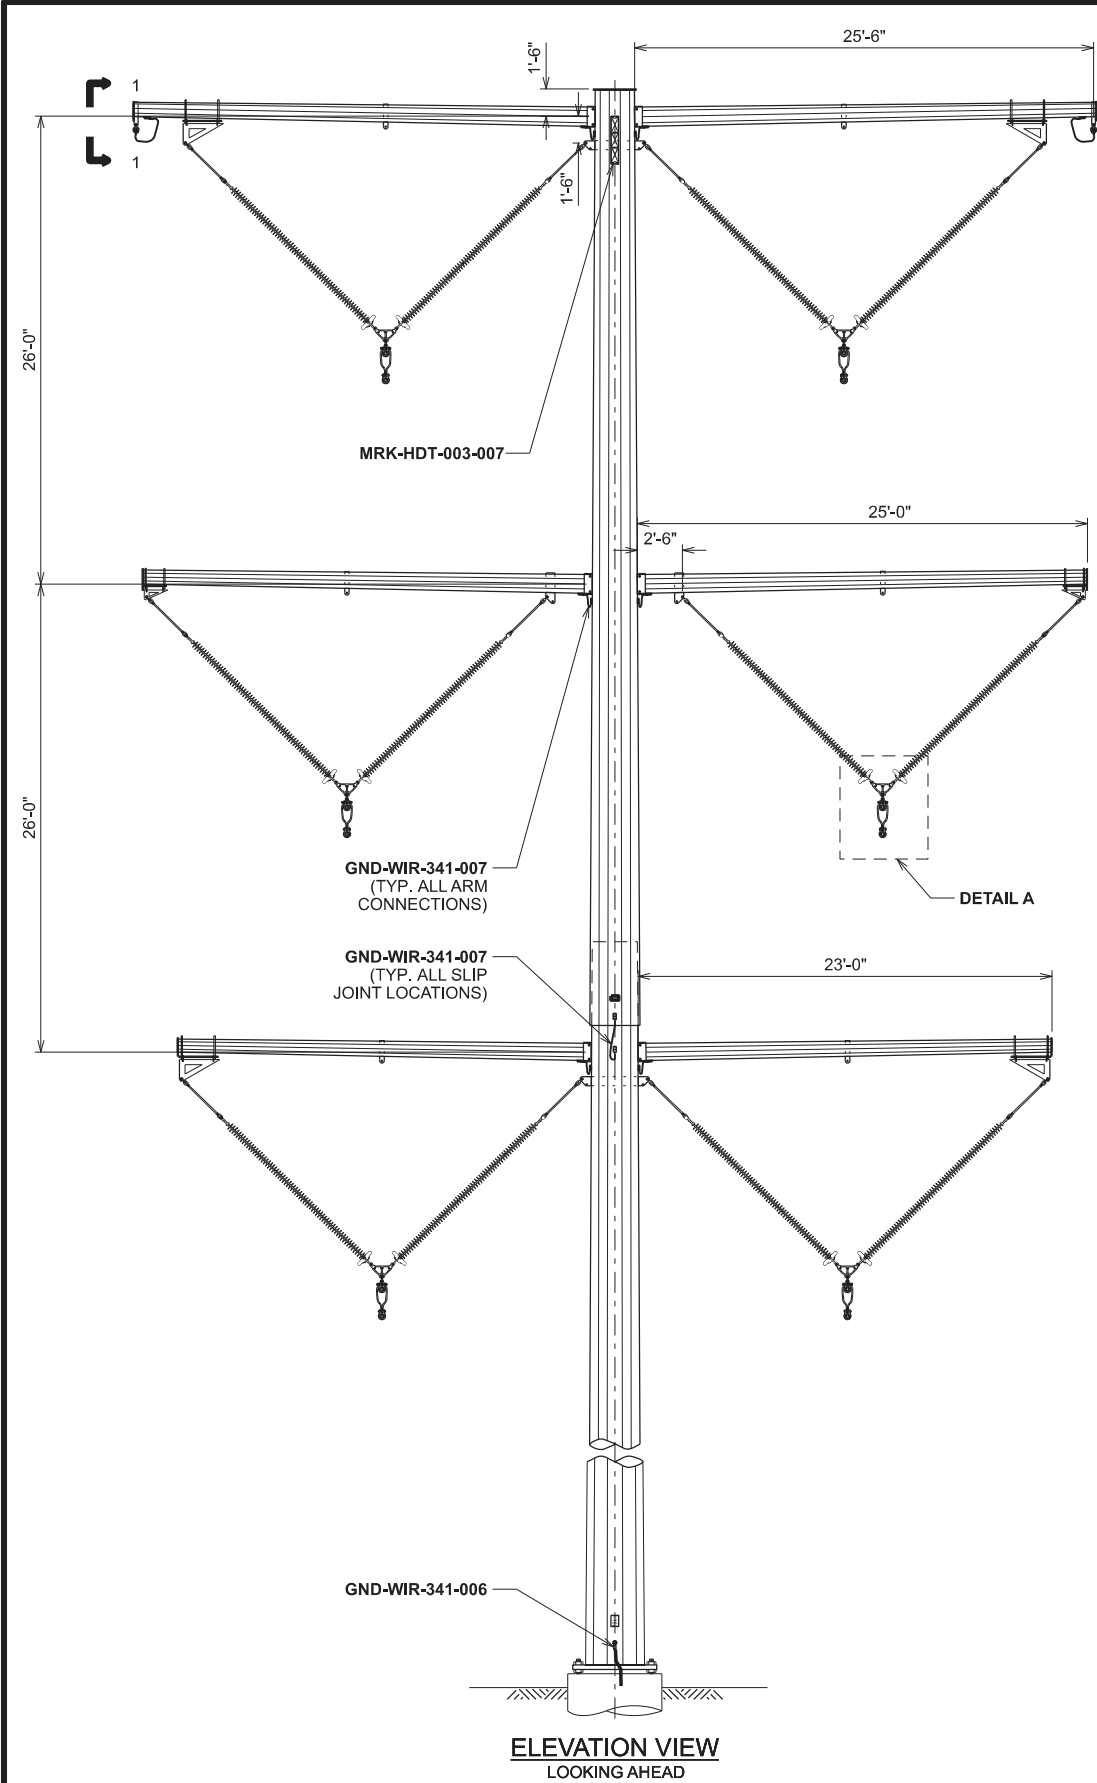 25'-6"
1'-6"
1
1
1'-6"
26'-0"
MRK-HDT-003-007
25'-0"
2'-6"
26'-0"
GND-WIR-341-007
(TYP. ALL ARM
CONNECTIONS)
DETAIL A
GND-WIR-341-007
(TYP. ALL SLIP
JOINT LOCATIONS)
23'-0"
GND-WIR-341-006
ELEVATION VIEW
LOOKING AHEAD